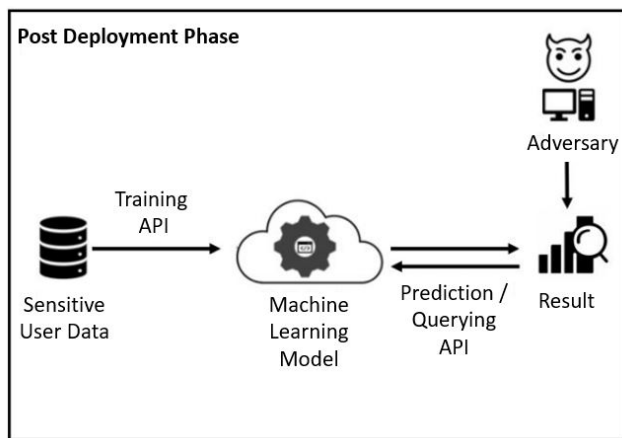 Post Deployment Phase
Adversary
Training
API
Sensitive
User Data
Machine
Learning
Model
Prediction /
Querying
API
Result